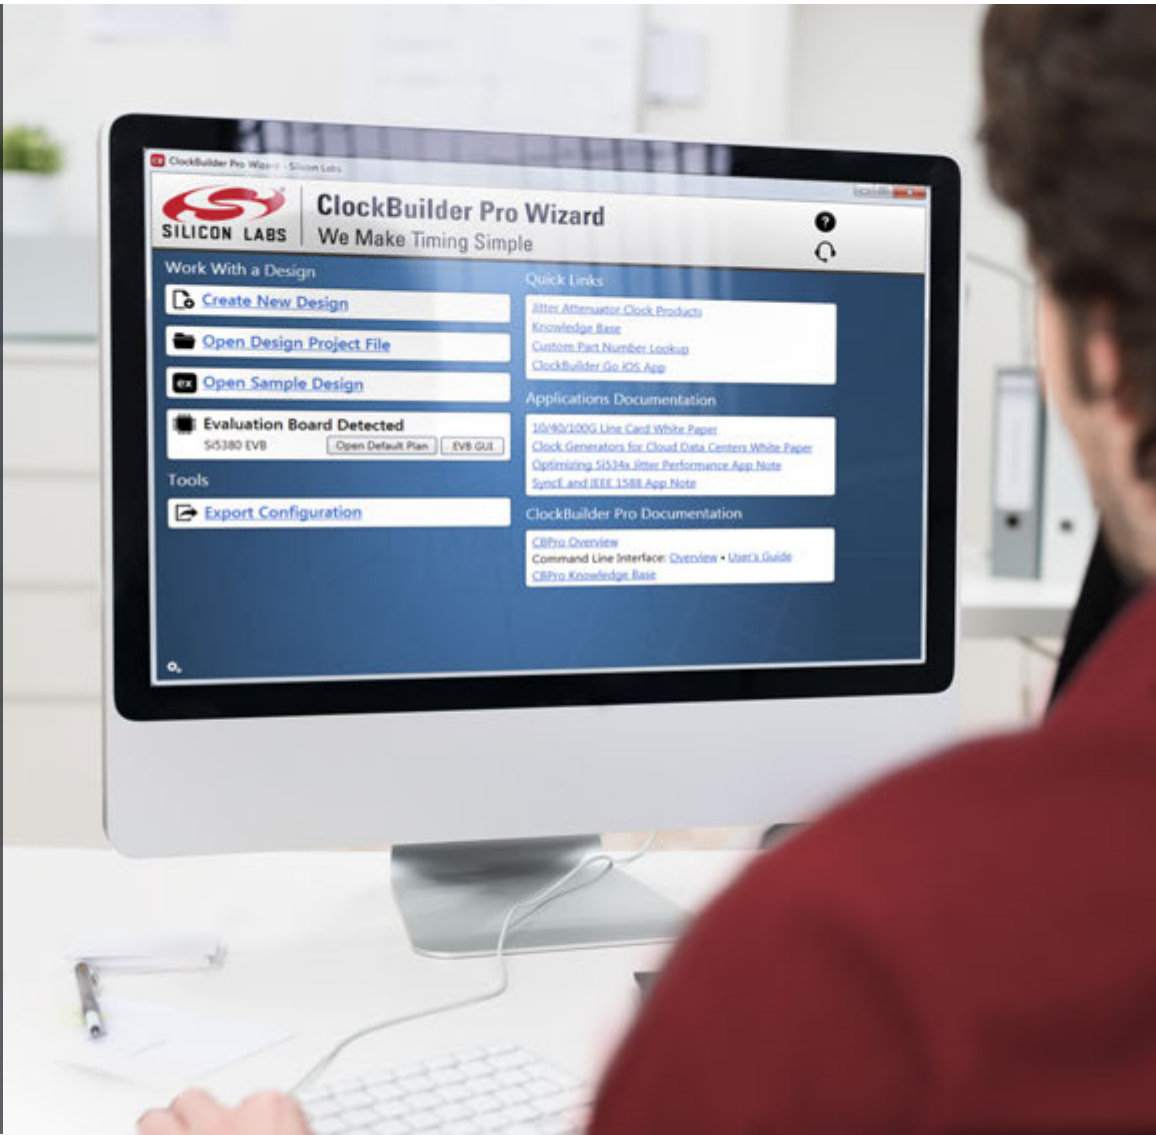 ClockBuilder Pro Wizard - Silicon Labs
SILICON LABS
ClockBuilder Pro Wizard
We Make Timing Simple
?
Work With a Design
Create New Design
Open Design Project File
ex Open Sample Design
Evaluation Board Detected
Si5380 EVB Open Default Plan EVB GUI
Tools
Export Configuration
Quick Links
Jitter Attenuator Clock Products
Knowledge Base
Custom Part Number Lookup
ClockBuilder Go iOS App
Applications Documentation
10/40/100G Line Card White Paper
Clock Generators for Cloud Data Centers White Paper
Optimizing Si534x Jitter Performance App Note
SyncE and IEEE 1588 App Note
ClockBuilder Pro Documentation
CBPro Overview
Command Line Interface: Overview • User's Guide
CBPro Knowledge Base